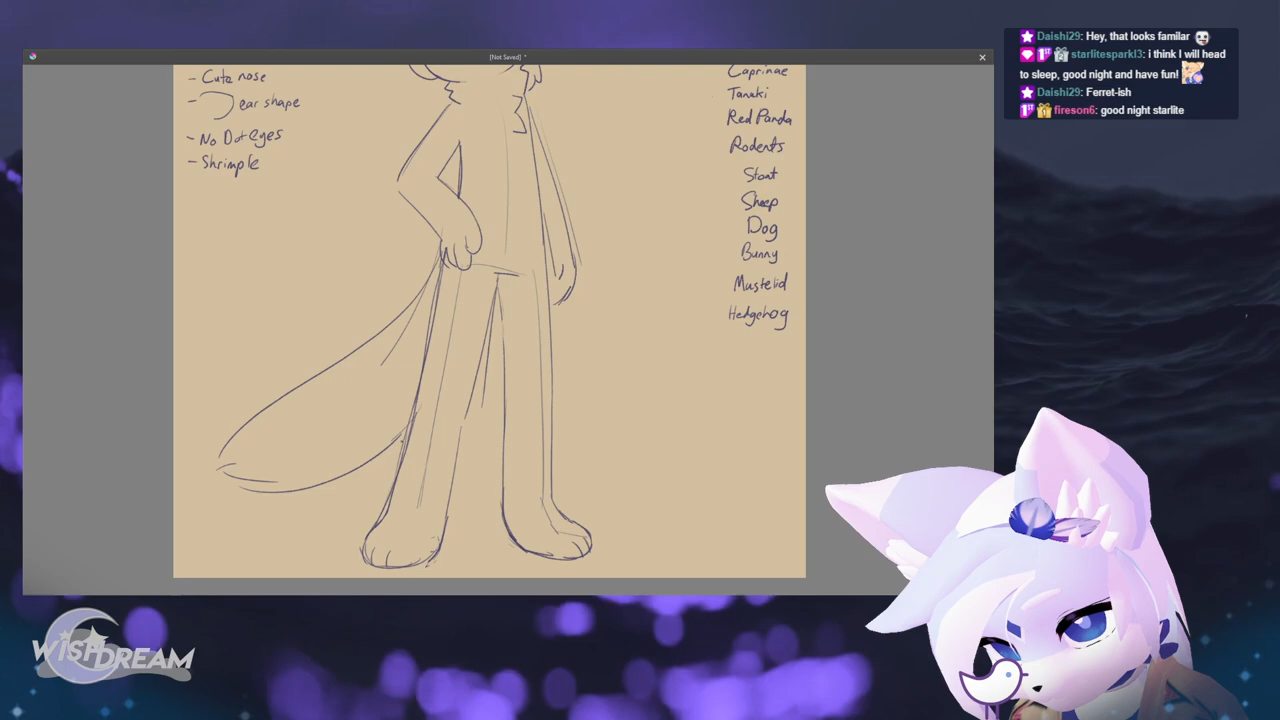 [Not Saved] *
- Cute nose
- ear shape
- No Dot eyes
- Shrimple
Caprinae
Tanuki
Red Panda
Rodents
Stoat
Sheep
Dog
Bunny
Mustelid
Hedgehog
Daishi29: Hey, that looks familar
starlitesparkl3: i think I will head
to sleep, good night and have fun!
Daishi29: Ferret-ish
fireson6: good night starlite
WISHDREAM